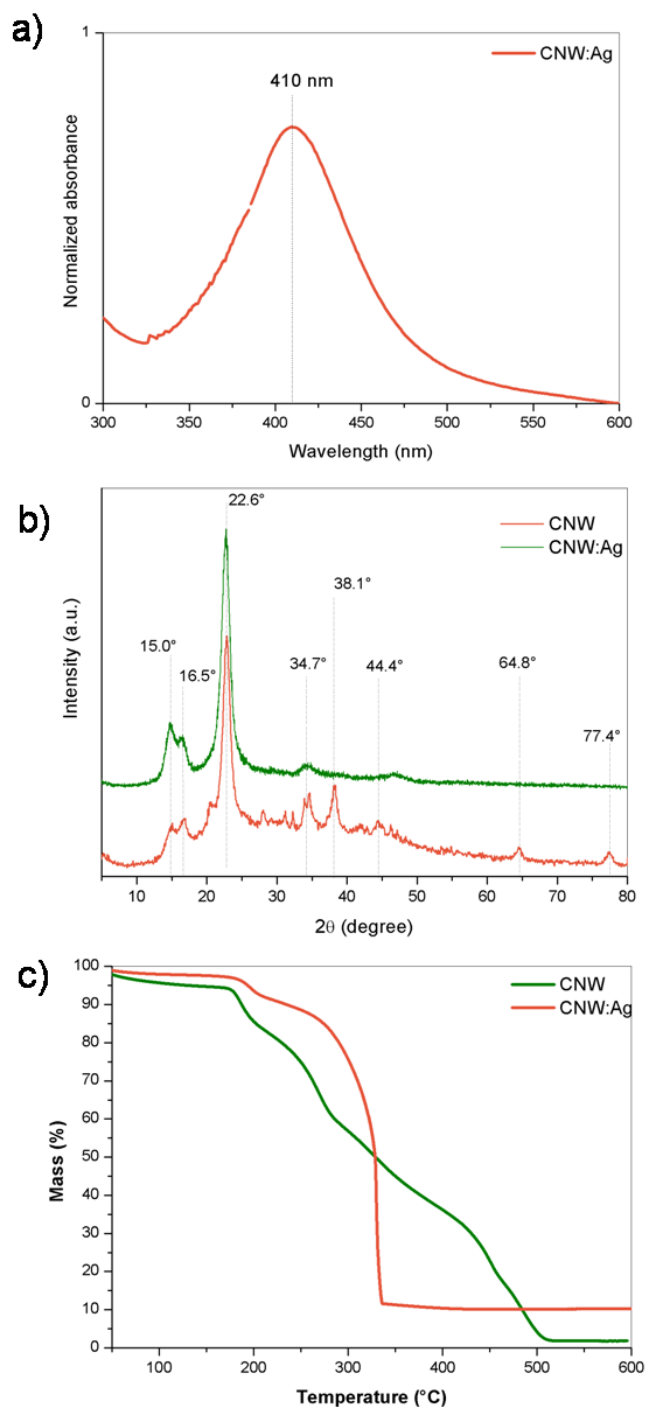 a)
1
CNW:Ag
410 nm
Normalized absorbance
0
300 350 400 450 500 550 600
Wavelength (nm)
b)
22.6°
CNW
CNW:Ag
38.1°
15.0°
16.5°
34.7°
44.4°
64.8°
77.4°
Intensity (a.u.)
10 20 30 40 50 60 70 80
2θ (degree)
c)
100
CNW
CNW:Ag
90
80
70
60
50
40
30
20
10
0
Mass (%)
100 200 300 400 500 600
Temperature (°C)